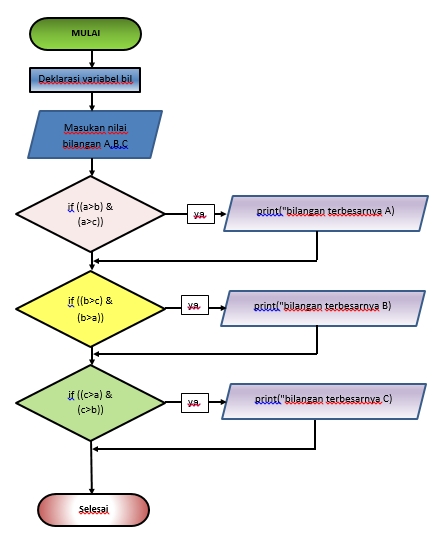 MULAI
Deklarasi variabel bil
Masukan nilai
bilangan A,B,C
if ((a>b) &
(a>c))
ya
print("bilangan terbesarnya A)
if ((b>c) &
(b>a))
ya
print("bilangan terbesarnya B)
if ((c>a) &
(c>b))
ya
print("bilangan terbesarnya C)
Selesai